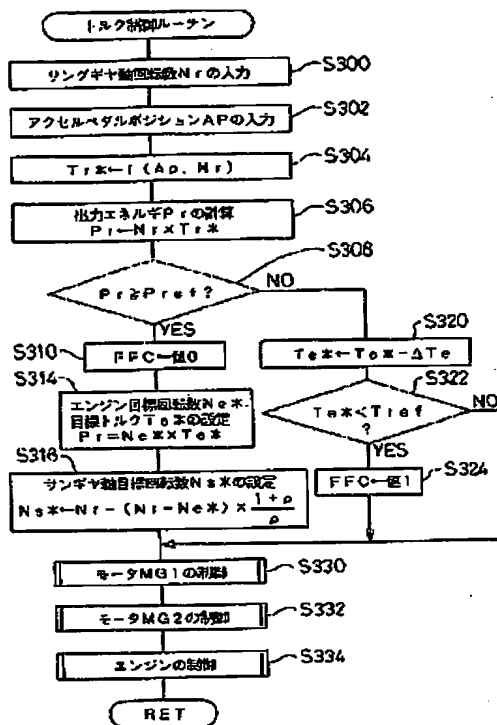 トルク制御ルーチン
リングギヤ軸回転数Nrの入力
S300
アクセルペダルポジションAPの入力
S302
Tr*←f(Ap, Nr)
S304
出力エネルギPrの計算
Pr←Nr×Tr*
S306
Pr≧Pref?
S308
NO
YES
S310
FFC←値0
S320
Te*←Te*-ΔTe
S314
エンジン目標回転数Ne*,
目標トルクTe*の設定
Pr=Ne*×Te*
S322
Te*<Tref
?
NO
YES
S324
FFC←値1
S316
サンギヤ軸目標回転数Ns*の設定
Ns*←Nr-(Nr-Ne*)×1+ρ/ρ
モータMG1の制御
S330
モータMG2の制御
S332
エンジンの制御
S334
RET